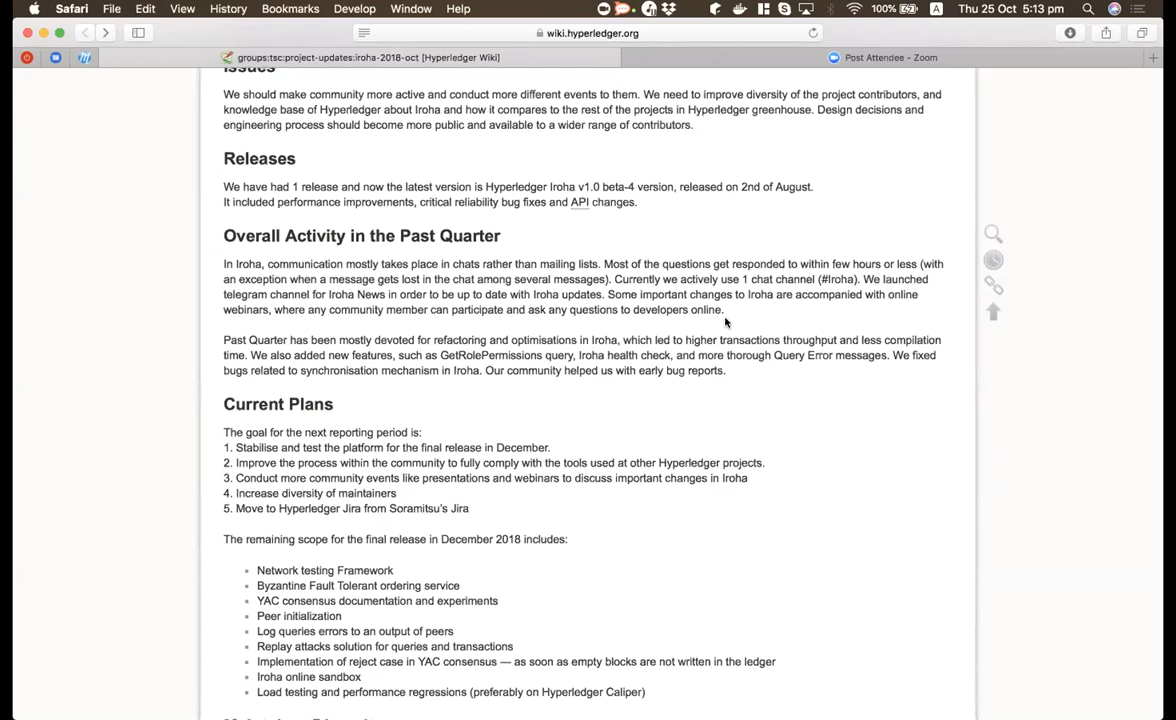 Safari File Edit View History Bookmarks Develop Window Help 100% A Thu 25 Oct 5:13 pm
wiki.hyperledger.org
groups:tsc:project-updates:iroha-2018-oct [Hyperledger Wiki] Post Attendee - Zoom
Issues
We should make community more active and conduct more different events to them. We need to improve diversity of the project contributors, and
knowledge base of Hyperledger about Iroha and how it compares to the rest of the projects in Hyperledger greenhouse. Design decisions and
engineering process should become more public and available to a wider range of contributors.
Releases
We have had 1 release and now the latest version is Hyperledger Iroha v1.0 beta-4 version, released on 2nd of August.
It included performance improvements, critical reliability bug fixes and API changes.
Overall Activity in the Past Quarter
In Iroha, communication mostly takes place in chats rather than mailing lists. Most of the questions get responded to within few hours or less (with
an exception when a message gets lost in the chat among several messages). Currently we actively use 1 chat channel (#Iroha). We launched
telegram channel for Iroha News in order to be up to date with Iroha updates. Some important changes to Iroha are accompanied with online
webinars, where any community member can participate and ask any questions to developers online.
Past Quarter has been mostly devoted for refactoring and optimisations in Iroha, which led to higher transactions throughput and less compilation
time. We also added new features, such as GetRolePermissions query, Iroha health check, and more thorough Query Error messages. We fixed
bugs related to synchronisation mechanism in Iroha. Our community helped us with early bug reports.
Current Plans
The goal for the next reporting period is:
1. Stabilise and test the platform for the final release in December.
2. Improve the process within the community to fully comply with the tools used at other Hyperledger projects.
3. Conduct more community events like presentations and webinars to discuss important changes in Iroha
4. Increase diversity of maintainers
5. Move to Hyperledger Jira from Soramitsu's Jira
The remaining scope for the final release in December 2018 includes:
Network testing Framework
Byzantine Fault Tolerant ordering service
YAC consensus documentation and experiments
Peer initialization
Log queries errors to an output of peers
Replay attacks solution for queries and transactions
Implementation of reject case in YAC consensus — as soon as empty blocks are not written in the ledger
Iroha online sandbox
Load testing and performance regressions (preferably on Hyperledger Caliper)